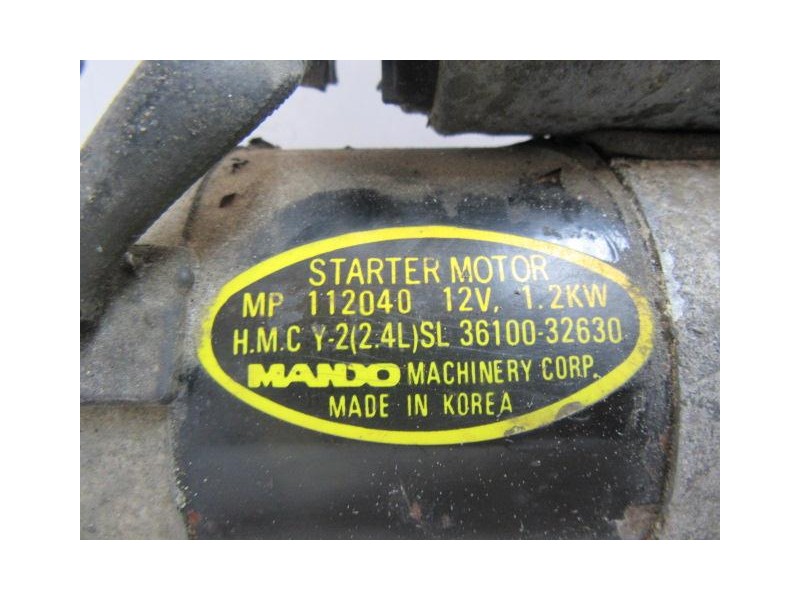 STARTER MOTOR
MP 112040 12V, 1.2KW
H.M.C Y-2(2.4L)SL 36100-32630
MANDO MACHINERY CORP.
MADE IN KOREA